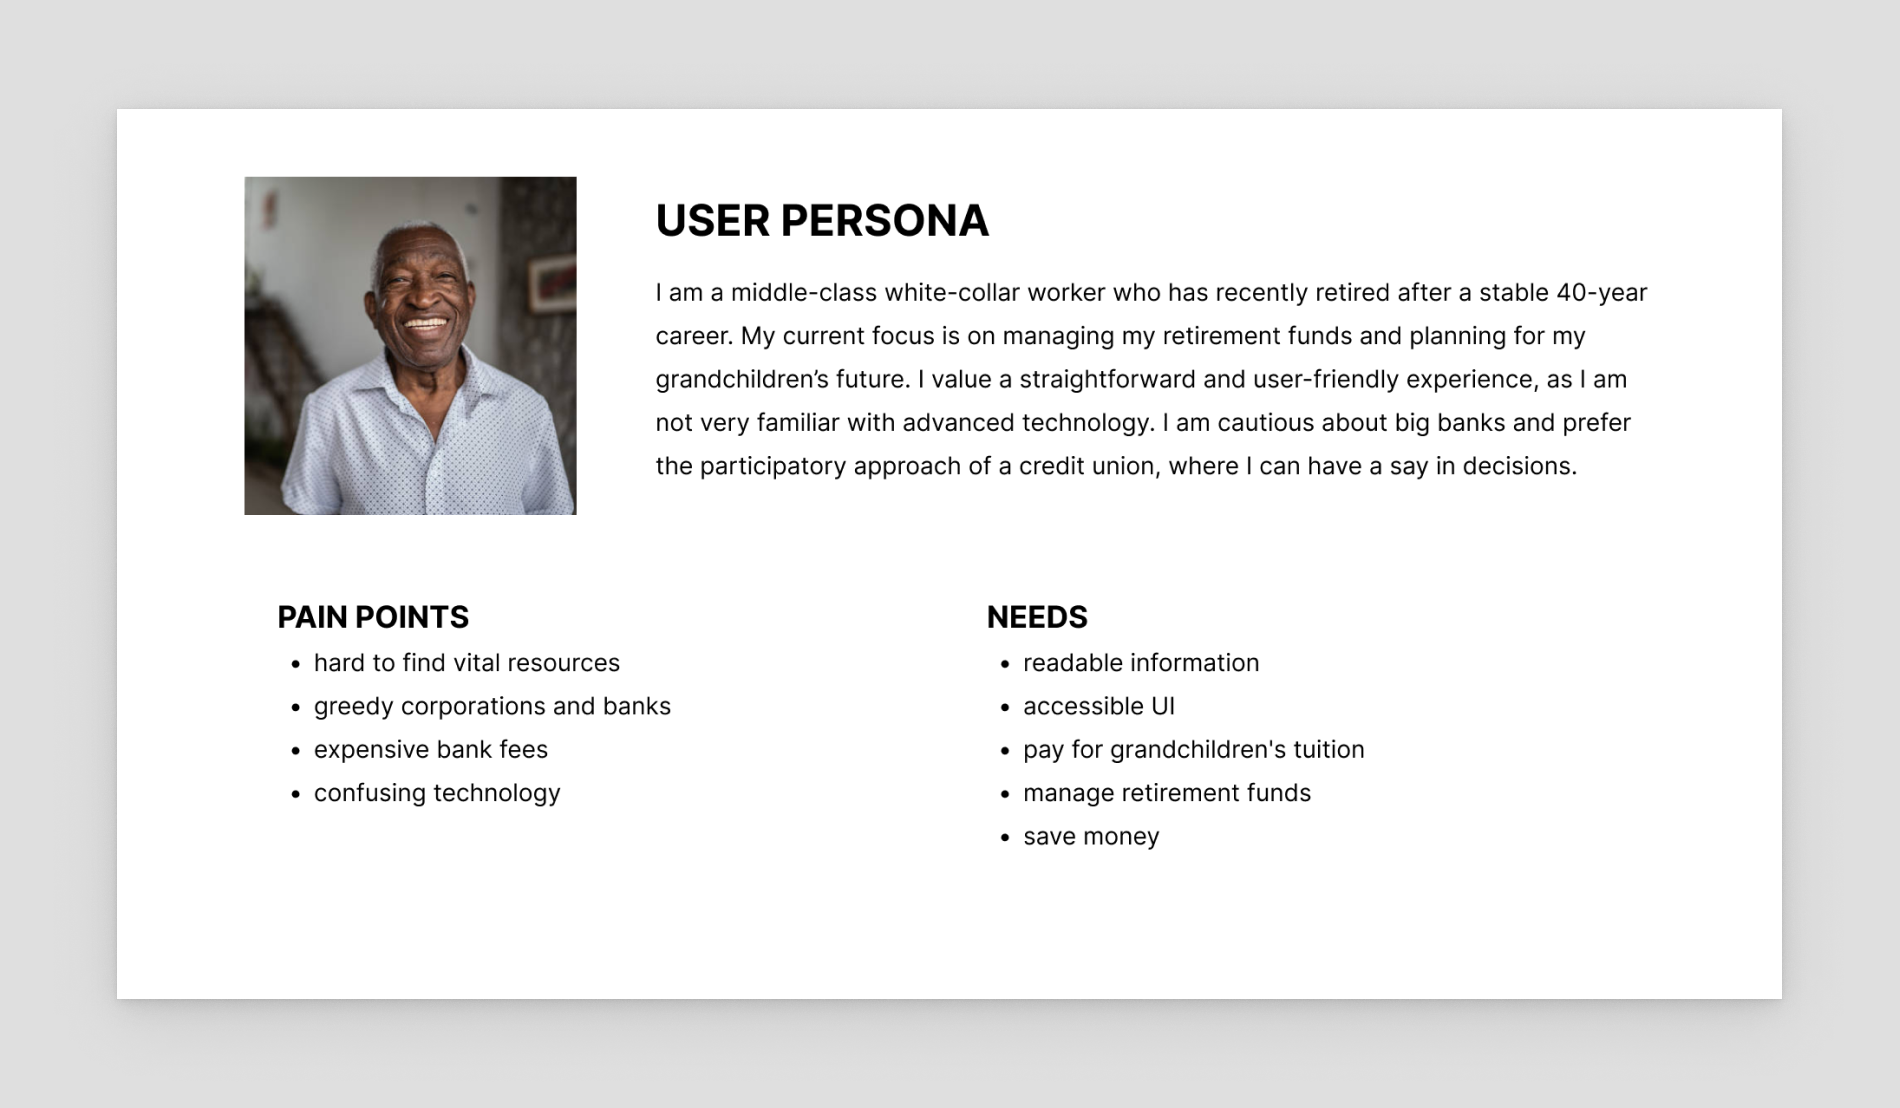 USER PERSONA
I am a middle-class white-collar worker who has recently retired after a stable 40-year
career. My current focus is on managing my retirement funds and planning for my
grandchildren’s future. I value a straightforward and user-friendly experience, as I am
not very familiar with advanced technology. I am cautious about big banks and prefer
the participatory approach of a credit union, where I can have a say in decisions.
PAIN POINTS
• hard to find vital resources
• greedy corporations and banks
• expensive bank fees
• confusing technology
NEEDS
• readable information
• accessible UI
• pay for grandchildren's tuition
• manage retirement funds
• save money